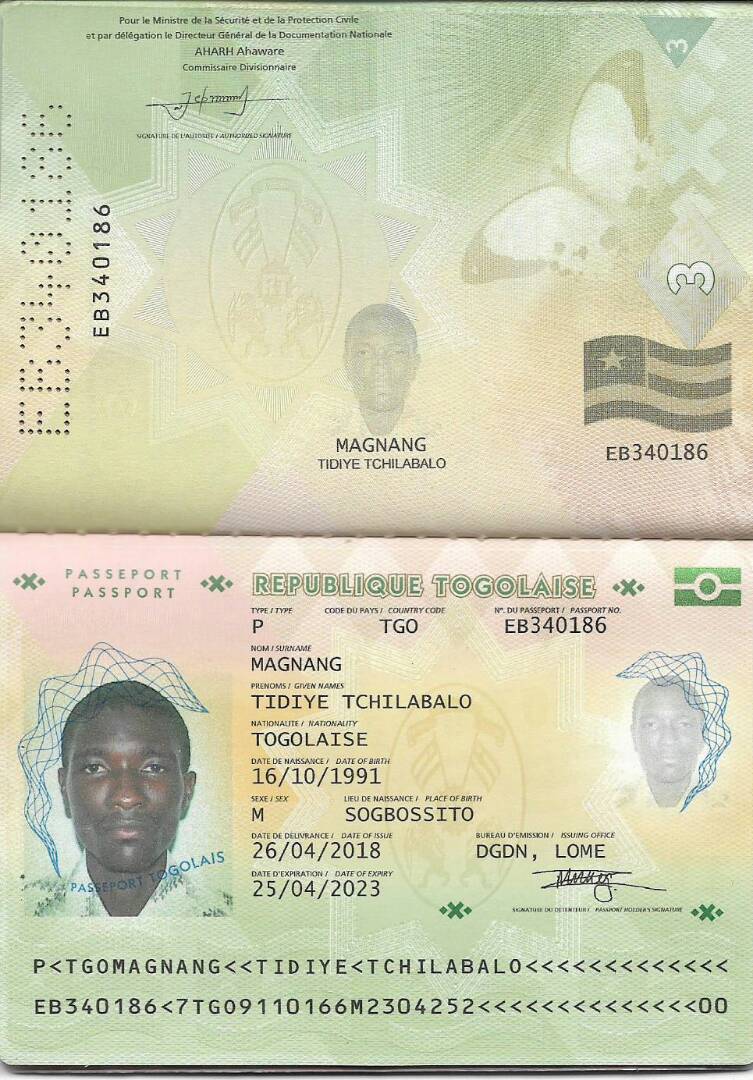 Pour le Ministre de la Sécurité et de la Protection Civile
et par délégation le Directeur Général de la Documentation Nationale
AHARH Ahaware
Commissaire Divisionnaire
SIGNATURE DE L'AUTORITÉ / AUTHORIZED SIGNATURE
EB340186
EB340186
3
3
MAGNANG
TIDIYE TCHILABALO
EB340186
PASSEPORT
PASSPORT
REPUBLIQUE TOGOLAISE
TYPE / TYPE CODE DU PAYS / COUNTRY CODE N°. DU PASSEPORT / PASSPORT NO.
P TGO EB340186
NOM / SURNAME
MAGNANG
PRENOMS / GIVEN NAMES
TIDIYE TCHILABALO
NATIONALITE / NATIONALITY
TOGOLAISE
DATE DE NAISSANCE / DATE OF BIRTH
16/10/1991
SEXE / SEX LIEU DE NAISSANCE / PLACE OF BIRTH
M SOGBOSSITO
DATE DE DELIVRANCE / DATE OF ISSUE BUREAU D'EMISSION / ISSUING OFFICE
26/04/2018 DGDN, LOME
DATE D'EXPIRATION / DATE OF EXPIRY
25/04/2023
SIGNATURE DU DETENTEUR / PASSPORT HOLDER'S SIGNATURE
PASSEPORT TOGOLAIS
P<TGOMAGNANG<<TIDIYE<TCHILABALO<<<<<<<<<<<<<
EB340186<7TGO9110166M2304252<<<<<<<<<<<<<<00